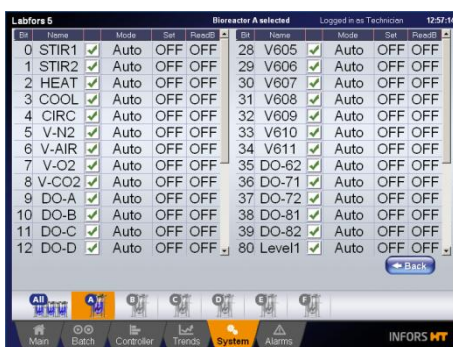 Labfors 5 Bioreactor A selected Logged in as Technician 12:57:14
Bit Name Mode Set ReadB Bit Name Mode Set ReadB
0 STIR1 Auto OFF OFF 28 V605 Auto OFF OFF
1 STIR2 Auto OFF OFF 29 V606 Auto OFF OFF
2 HEAT Auto OFF OFF 30 V607 Auto OFF OFF
3 COOL Auto OFF OFF 31 V608 Auto OFF OFF
4 CIRC Auto OFF OFF 32 V609 Auto OFF OFF
5 V-N2 Auto OFF OFF 33 V610 Auto OFF OFF
6 V-AIR Auto OFF OFF 34 V611 Auto OFF OFF
7 V-O2 Auto OFF OFF 35 DO-62 Auto OFF OFF
8 V-CO2 Auto OFF OFF 36 DO-71 Auto OFF OFF
9 DO-A Auto OFF OFF 37 DO-72 Auto OFF OFF
10 DO-B Auto OFF OFF 38 DO-81 Auto OFF OFF
11 DO-C Auto OFF OFF 39 DO-82 Auto OFF OFF
12 DO-D Auto OFF OFF 80 Level1 Auto OFF OFF
Back
All A B C D E F
Main Batch Controller Trends System Alarms INFORS HT